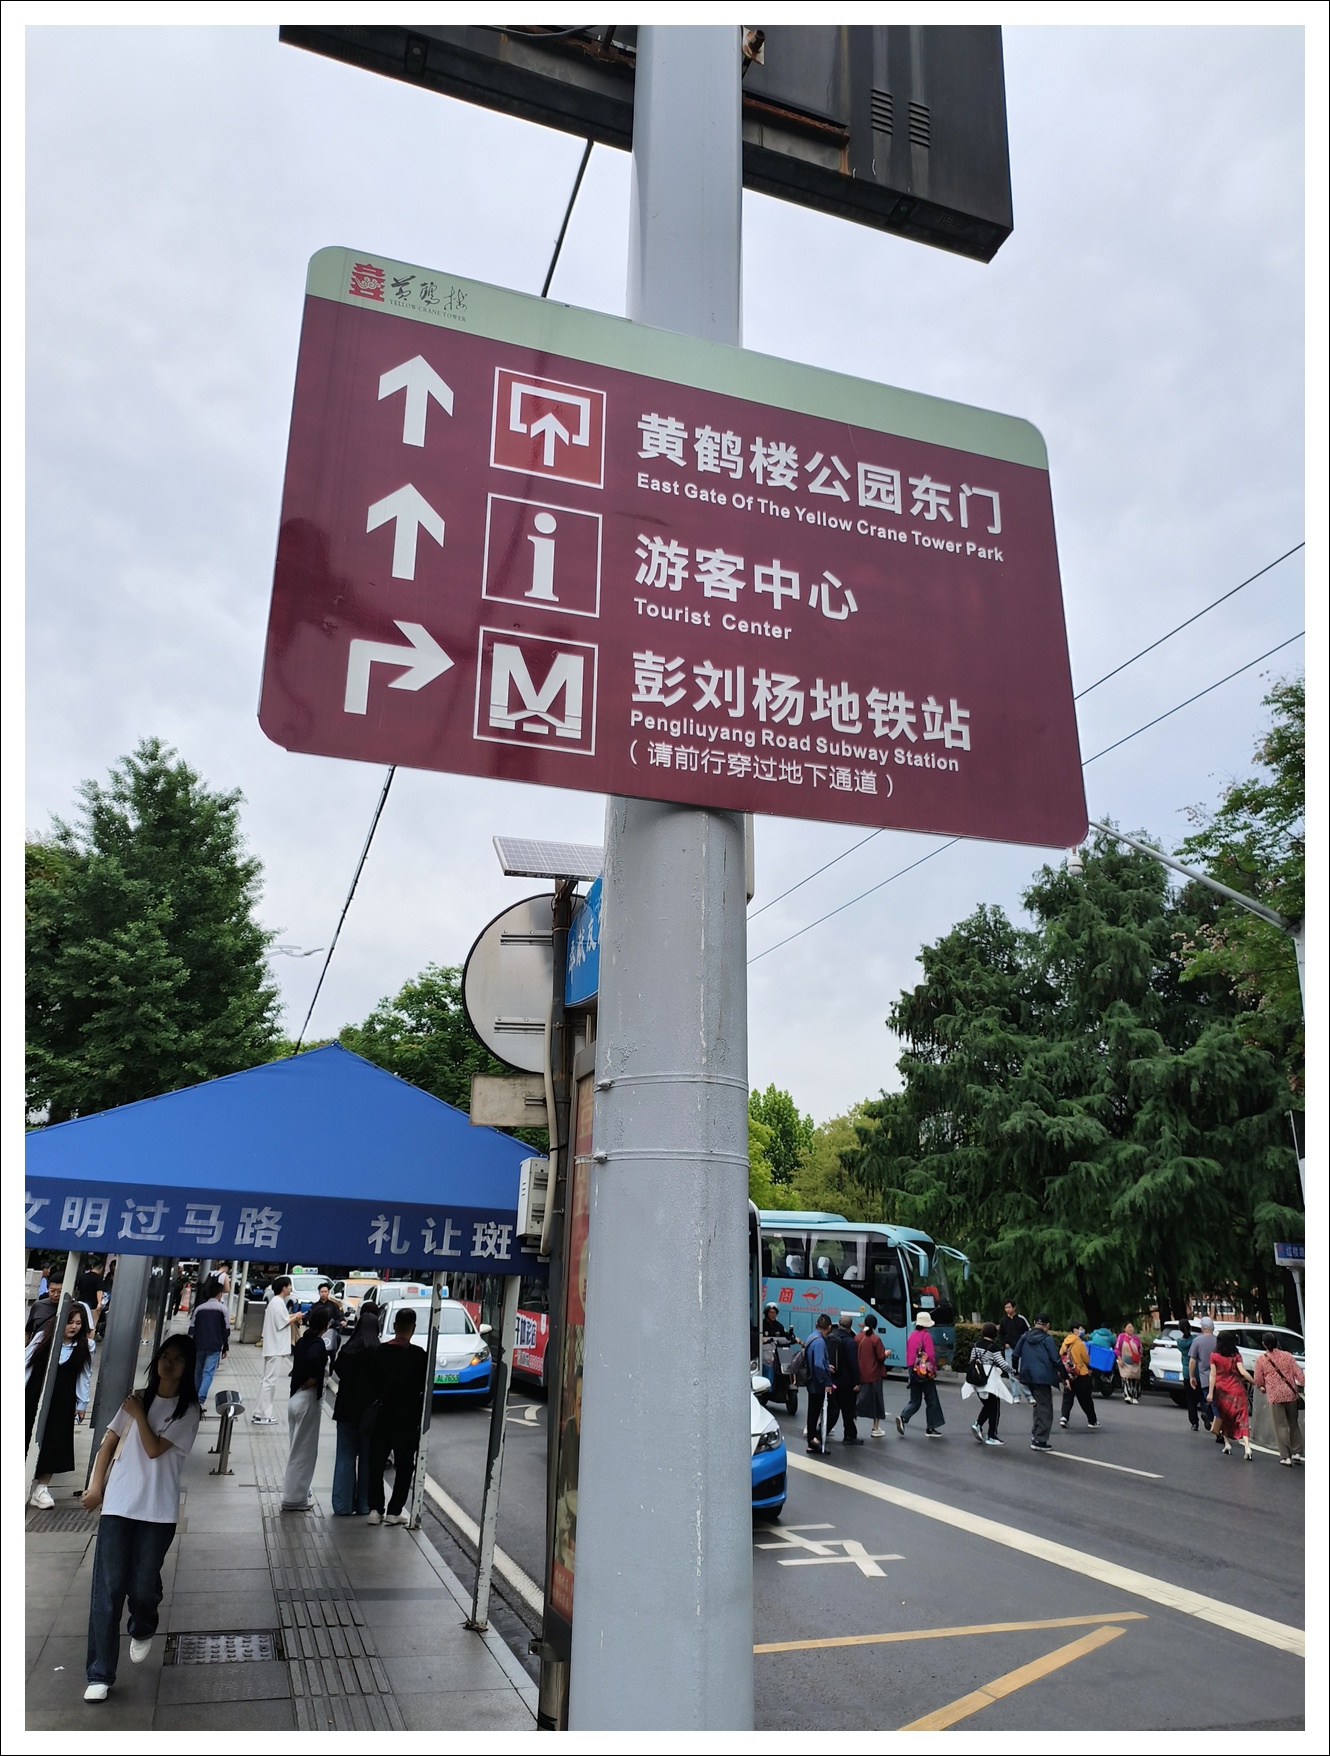 黄鹤楼
YELLOW CRANE TOWER
黄鹤楼公园东门
East Gate Of The Yellow Crane Tower Park
游客中心
Tourist Center
彭刘杨地铁站
Pengliuyang Road Subway Station
（请前行穿过地下通道）
文明过马路 礼让斑